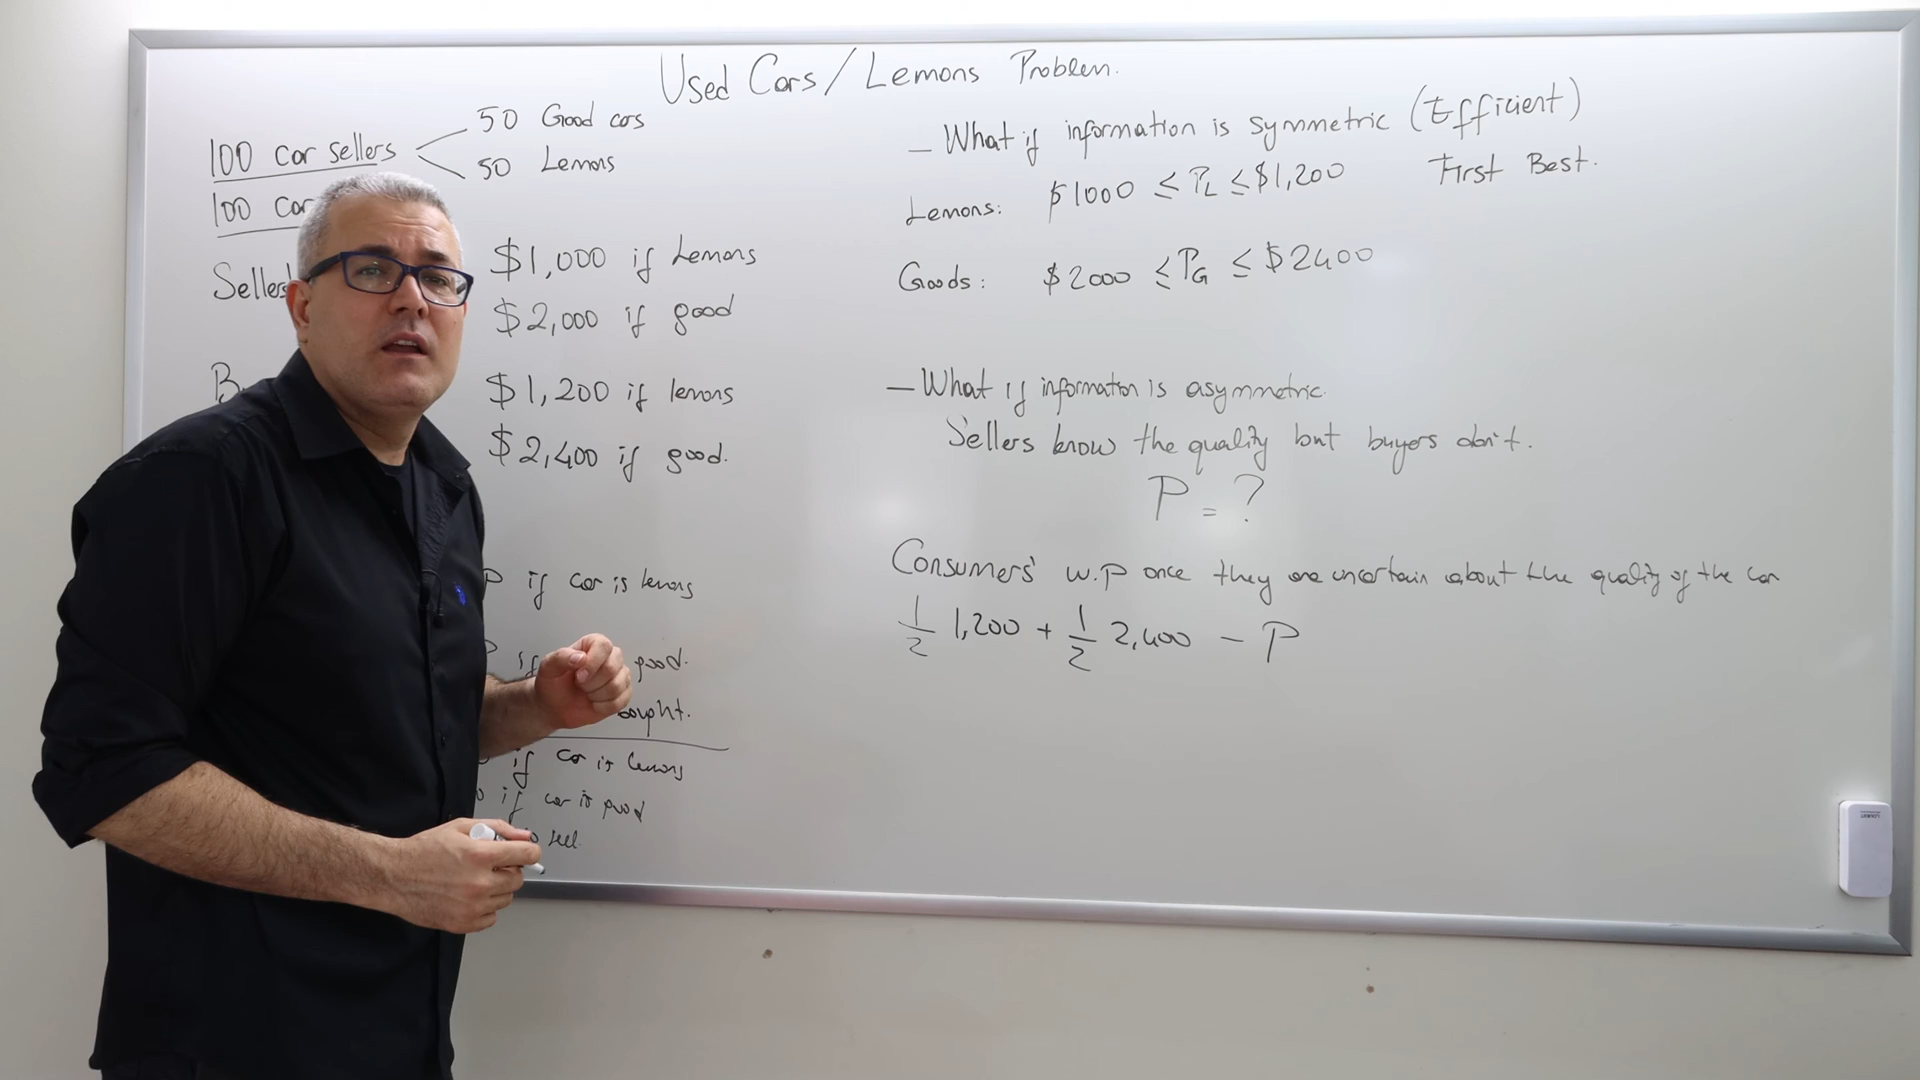 Used Cars / Lemons Problem.
100 car sellers
50 Good cars
50 Lemons
100 car
Sellers'
$1,000 if Lemons
$2,000 if good
$1,200 if lemons
$2,400 if good.
P if car is lemons
P if good.
bought.
if car is lemons
if car is good
sell
- What if information is symmetric (Efficient)
First Best.
Lemons: $1000 ≤ PL ≤ $1,200
Goods: $2000 ≤ PG ≤ $2400
- What if information is asymmetric.
Sellers know the quality but buyers don't.
P = ?
Consumers' w.p once they are uncertain about the quality of the car
1/2 1,200 + 1/2 2,400 - P